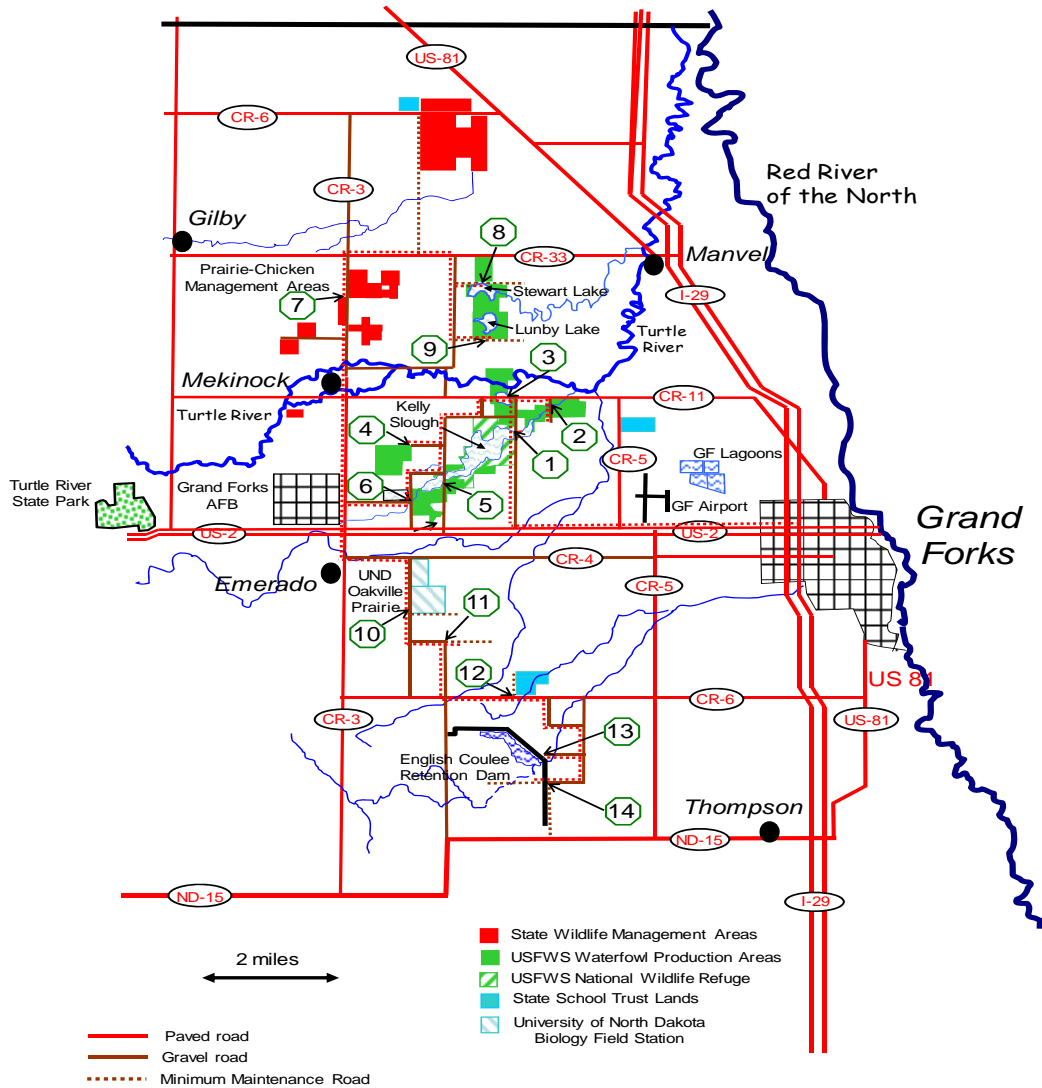 US-81
CR-6
Red River
of the North
CR-3
Gilby
8
CR-33
Manvel
Prairie-Chicken
Management Areas
Stewart Lake
I-29
7
Lunby Lake
Turtle
River
9
3
Mekinock
CR-11
Turtle River
Kelly
Slough
4
2
1
CR-5
GF Lagoons
Turtle River
State Park
Grand Forks
AFB
6
5
GF Airport
Grand
Forks
US-2
US-2
CR-4
Emerado
UND
Oakville
Prairie
CR-5
11
10
12
US 81
CR-6
CR-3
US-81
13
English Coulee
Retention Dam
14
Thompson
ND-15
ND-15
I-29
State Wildlife Management Areas
2 miles
USFWS Waterfowl Production Areas
USFWS National Wildlife Refuge
State School Trust Lands
University of North Dakota
Biology Field Station
Paved road
Gravel road
Minimum Maintenance Road